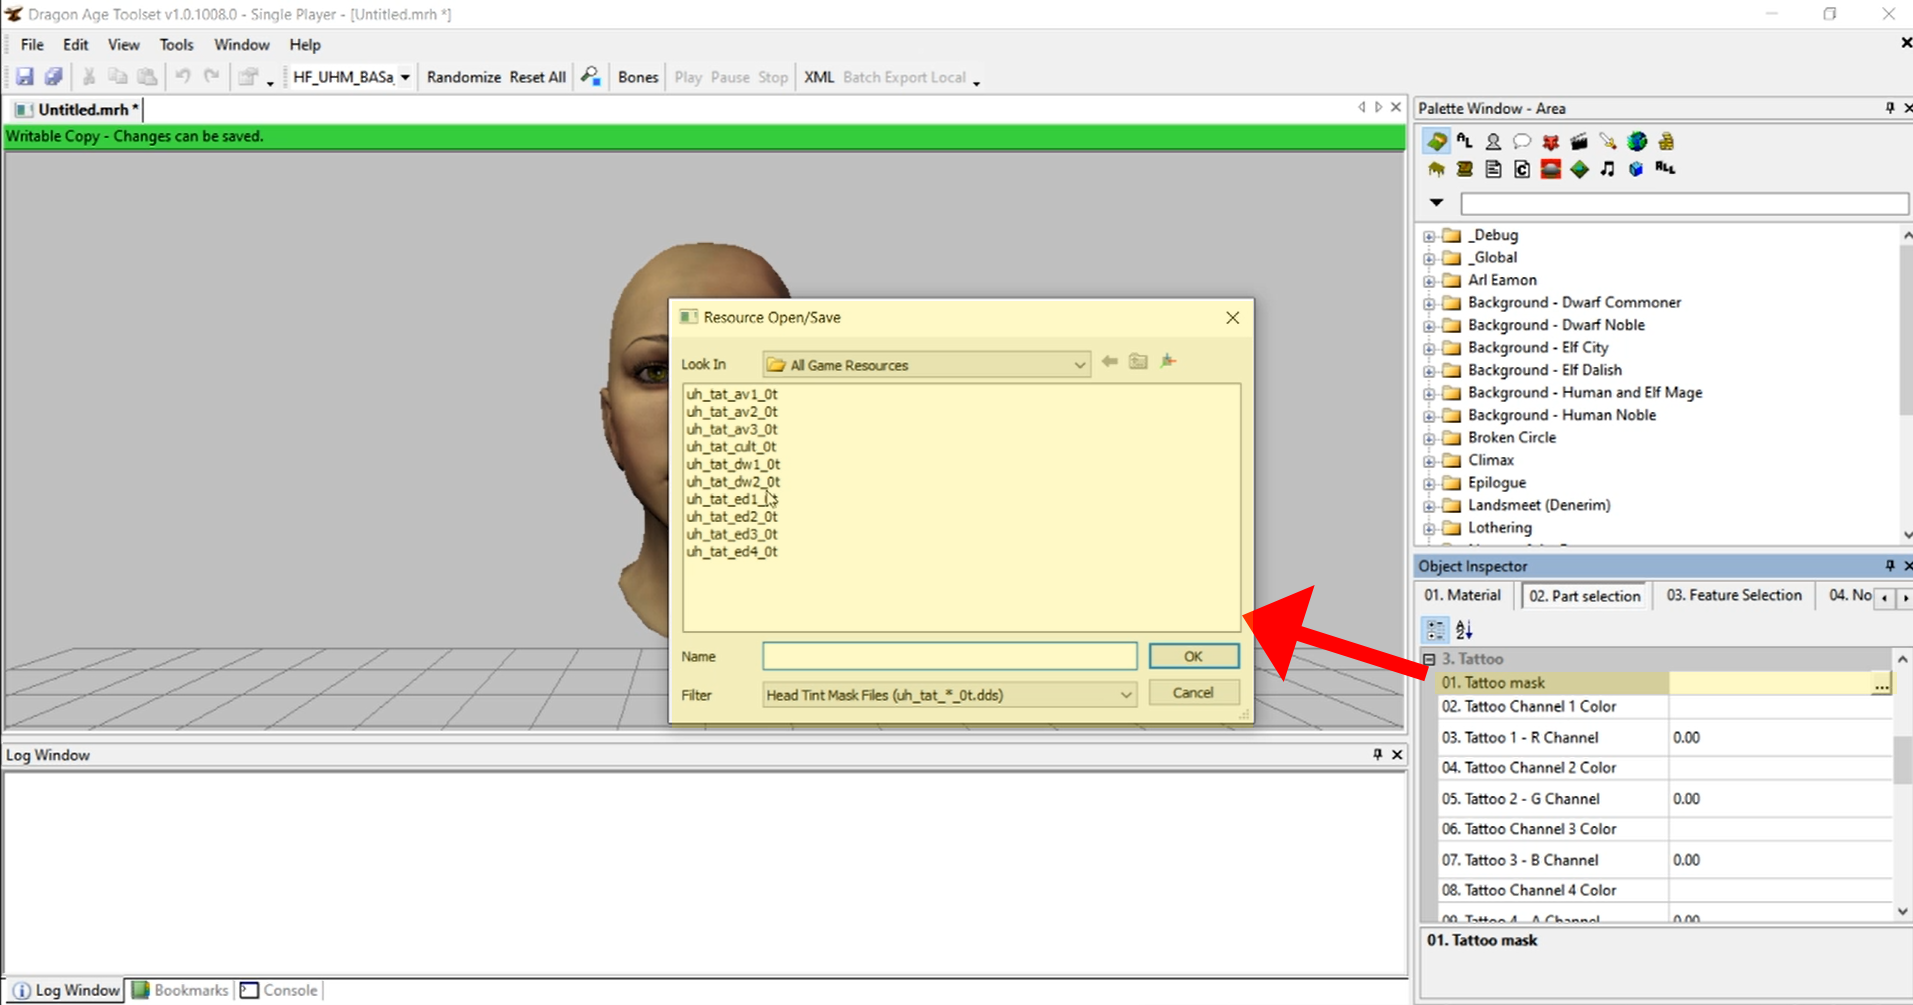 Dragon Age Toolset v1.0.1008.0 - Single Player - [Untitled.mrh *]
File Edit View Tools Window Help
HF_UHM_BASa Randomize Reset All Bones Play Pause Stop XML Batch Export Local
Untitled.mrh *
Writable Copy - Changes can be saved.
Resource Open/Save
Look In All Game Resources
uh_tat_av1_0t
uh_tat_av2_0t
uh_tat_av3_0t
uh_tat_cult_0t
uh_tat_dw1_0t
uh_tat_dw2_0t
uh_tat_ed1_0t
uh_tat_ed2_0t
uh_tat_ed3_0t
uh_tat_ed4_0t
Name OK
Filter Head Tint Mask Files (uh_tat_*_0t.dds) Cancel
Palette Window - Area
_Debug
_Global
Arl Eamon
Background - Dwarf Commoner
Background - Dwarf Noble
Background - Elf City
Background - Elf Dalish
Background - Human and Elf Mage
Background - Human Noble
Broken Circle
Climax
Epilogue
Landsmeet (Denerim)
Lothering
Object Inspector
01. Material 02. Part selection 03. Feature Selection 04. No
3. Tattoo
01. Tattoo mask ...
02. Tattoo Channel 1 Color
03. Tattoo 1 - R Channel 0.00
04. Tattoo Channel 2 Color
05. Tattoo 2 - G Channel 0.00
06. Tattoo Channel 3 Color
07. Tattoo 3 - B Channel 0.00
08. Tattoo Channel 4 Color
09. Tattoo 4 - A Channel 0.00
01. Tattoo mask
Log Window
Log Window Bookmarks Console